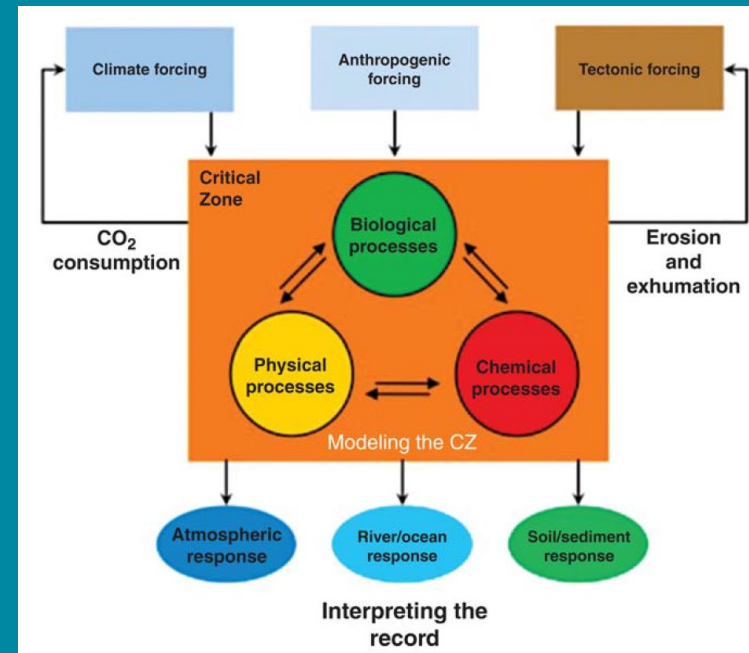 Climate forcing
Anthropogenic
forcing
Tectonic forcing
Critical
Zone
Biological
processes
CO₂
consumption
Erosion
and
exhumation
Physical
processes
Chemical
processes
Modeling the CZ
Atmospheric
response
River/ocean
response
Soil/sediment
response
Interpreting the
record